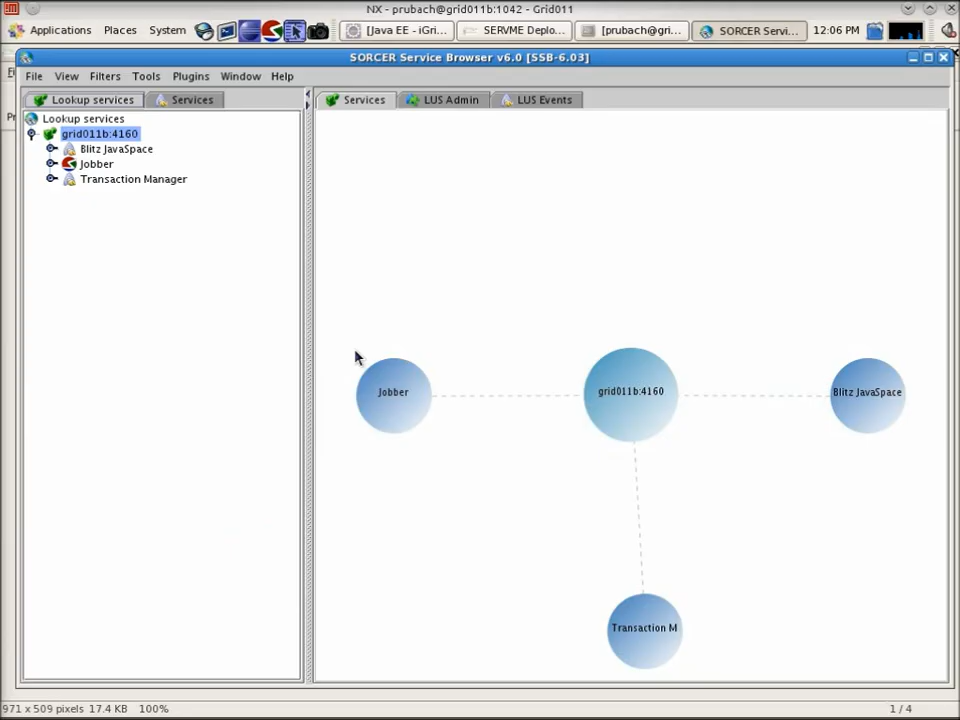 NX - prubach@grid011b:1042 - Grid011
Applications Places System [Java EE - iGri... SERVME Deplo... [prubach@gri... SORCER Servi... 12:06 PM
SORCER Service Browser v6.0 [SSB-6.03]
File View Filters Tools Plugins Window Help
Lookup services Services
Services LUS Admin LUS Events
Lookup services
grid011b:4160
Blitz JavaSpace
Jobber
Transaction Manager
Jobber grid011b:4160 Blitz JavaSpace
Transaction M
971 x 509 pixels 17.4 KB 100% 1 / 4